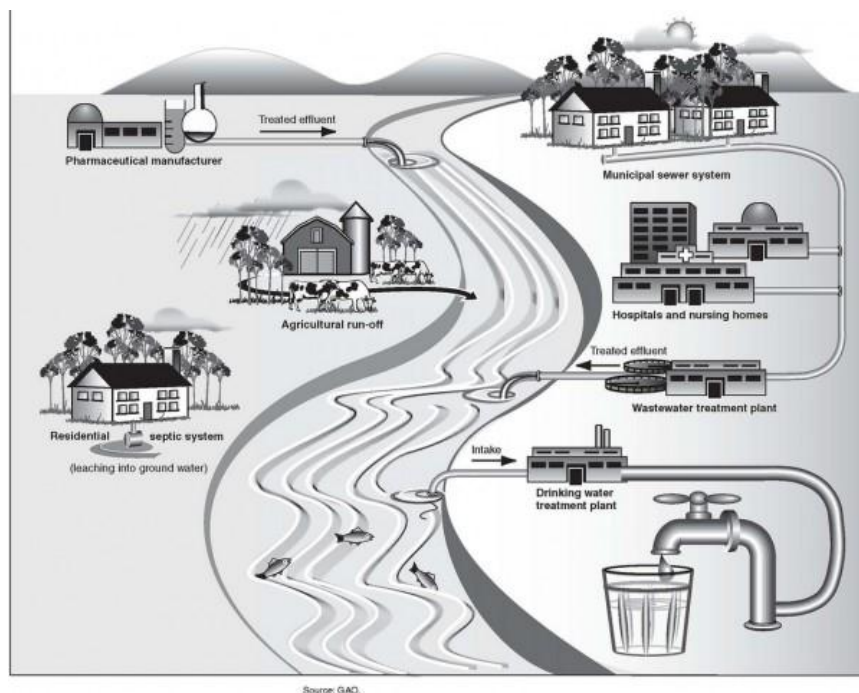 Treated effluent
Pharmaceutical manufacturer
Municipal sewer system
Agricultural run-off
Hospitals and nursing homes
Treated effluent
Wastewater treatment plant
Residential septic system
(leaching into ground water)
Intake
Drinking water
treatment plant
Source: GAO.